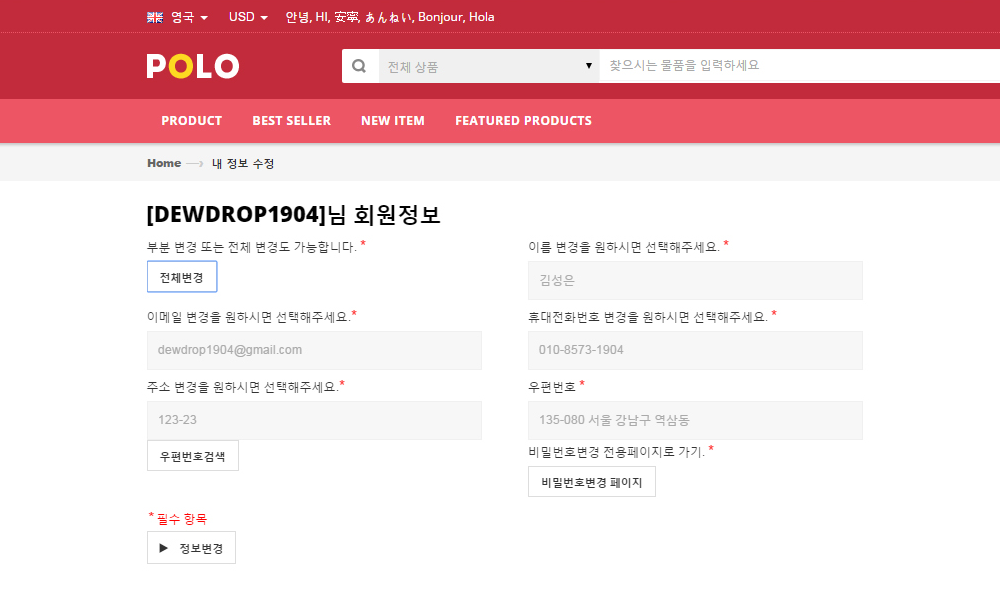 영국 USD 안녕, HI, 安寧, あんねい, Bonjour, Hola
POLO 전체 상품 찾으시는 물품을 입력하세요
PRODUCT BEST SELLER NEW ITEM FEATURED PRODUCTS
Home 내 정보 수정
[DEWDROP1904]님 회원정보
부분 변경 또는 전체 변경도 가능합니다. *
전체변경
이름 변경을 원하시면 선택해주세요. *
김성은
이메일 변경을 원하시면 선택해주세요.*
dewdrop1904@gmail.com
휴대전화번호 변경을 원하시면 선택해주세요. *
010-8573-1904
주소 변경을 원하시면 선택해주세요.*
123-23
우편번호검색
우편번호 *
135-080 서울 강남구 역삼동
비밀번호변경 전용페이지로 가기. *
비밀번호변경 페이지
* 필수 항목
정보변경